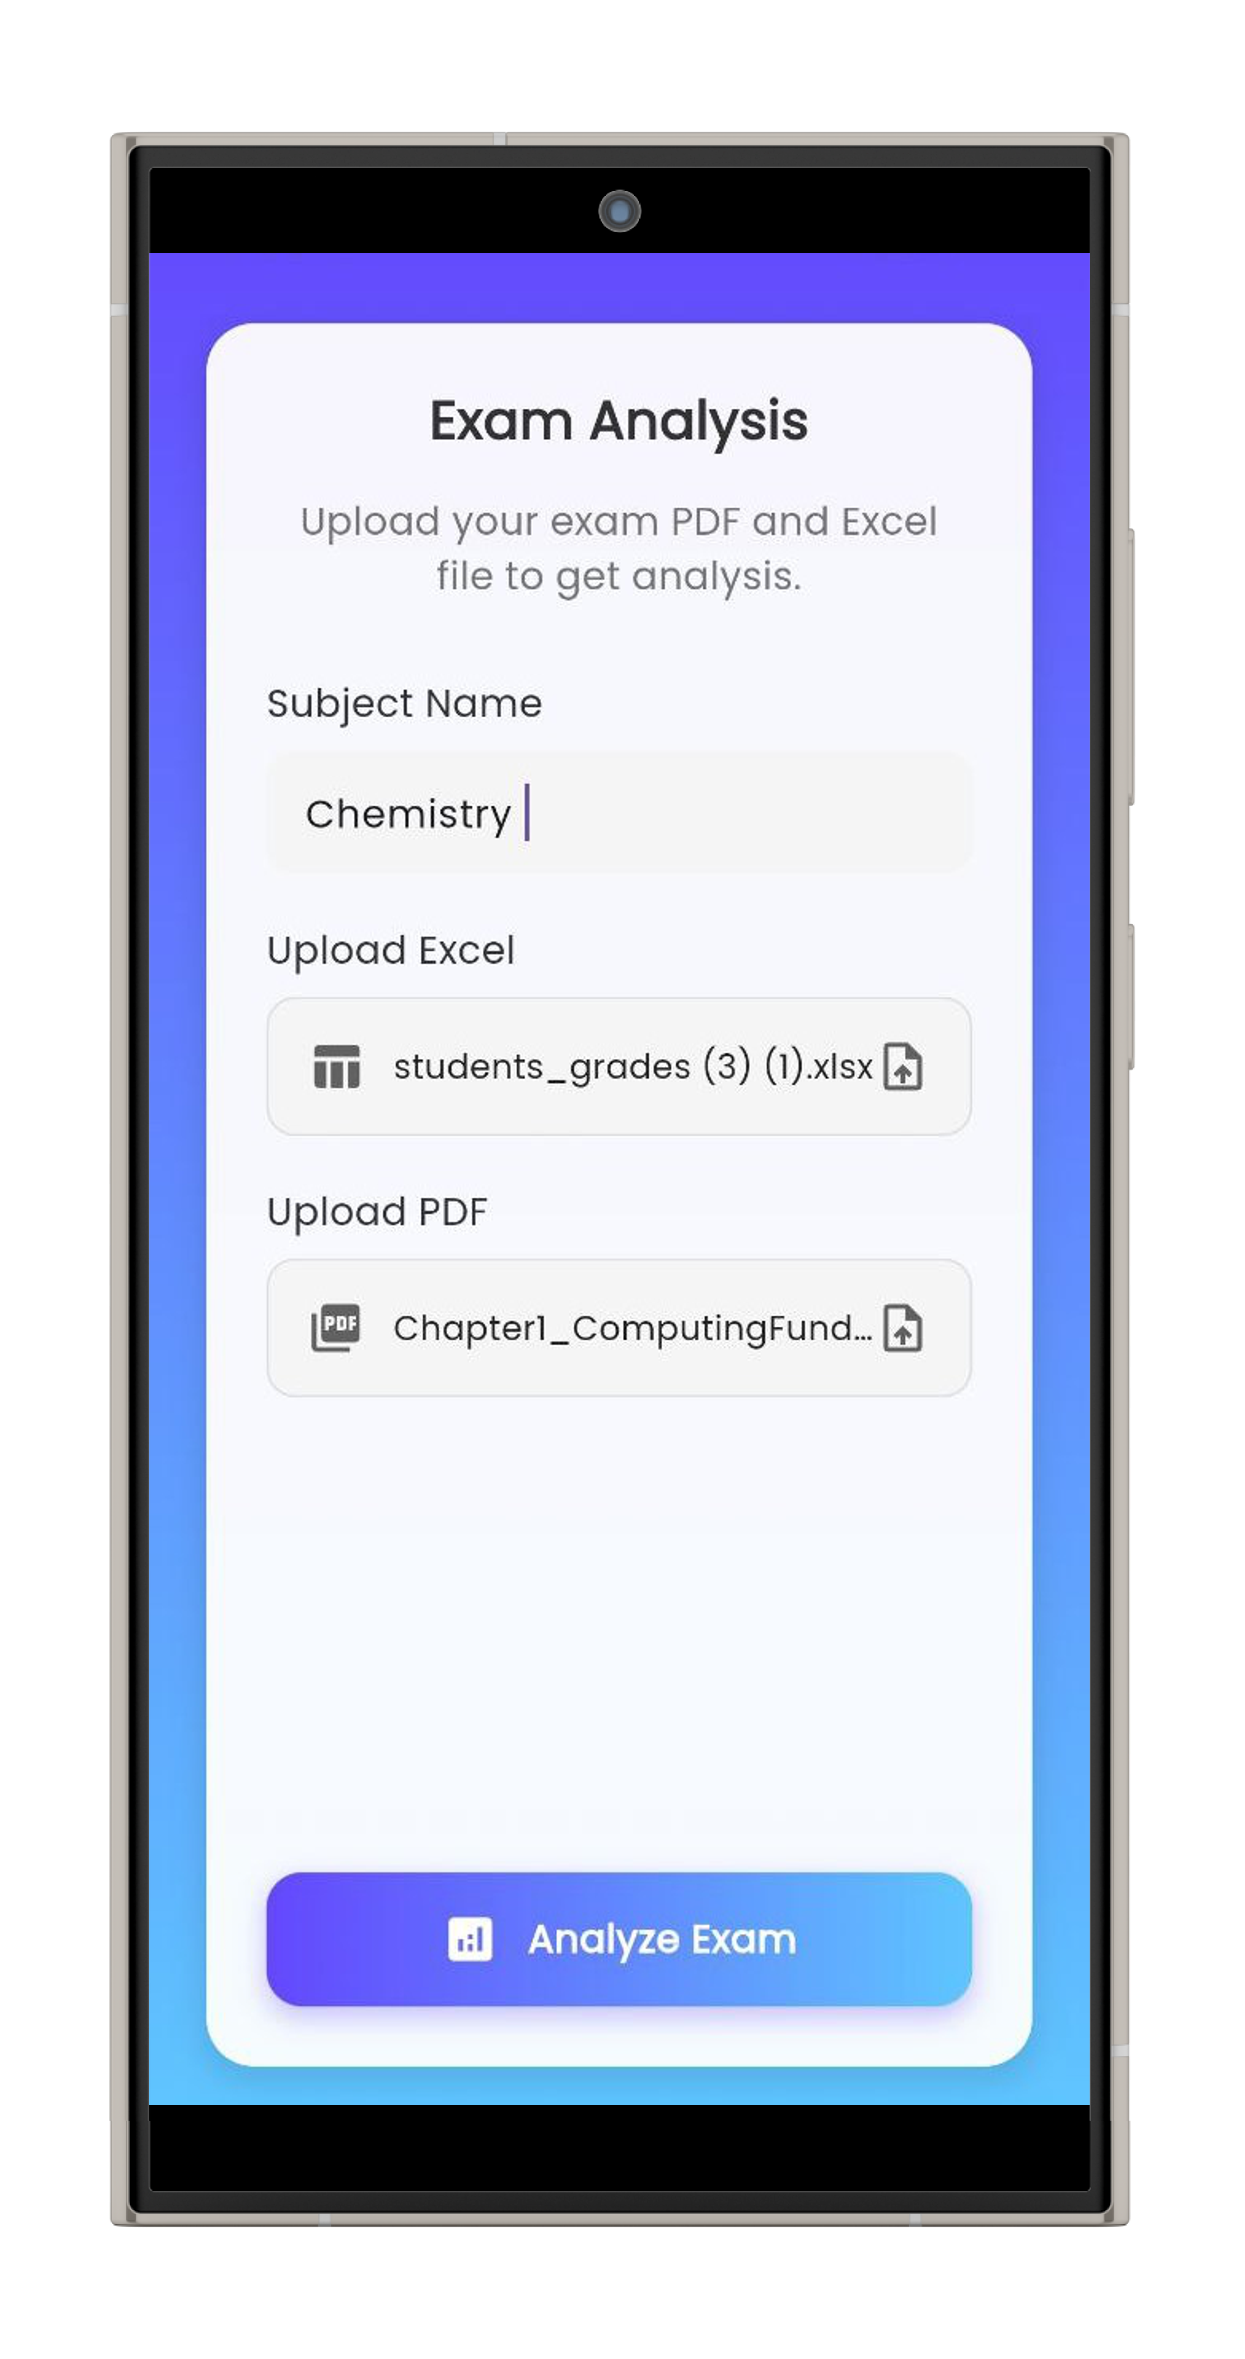 Exam Analysis
Upload your exam PDF and Excel
file to get analysis.
Subject Name
Chemistry
Upload Excel
students_grades (3) (1).xlsx
Upload PDF
PDF
Chapter1_ComputingFund...
Analyze Exam